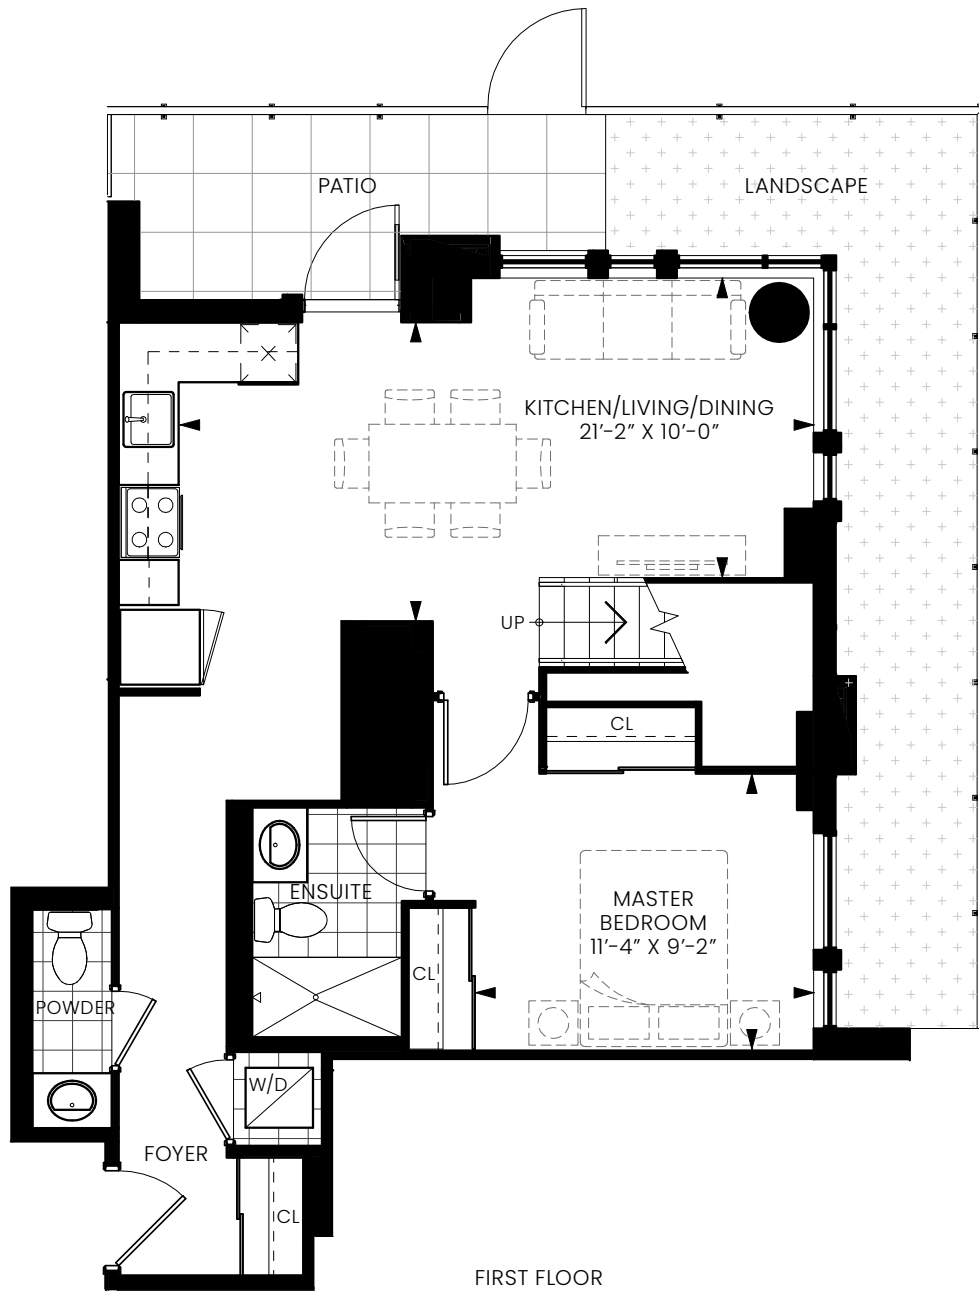 PATIO
LANDSCAPE
KITCHEN/LIVING/DINING
21’-2” X 10’-0”
UP
CL
ENSUITE
MASTER
BEDROOM
11’-4” X 9’-2”
CL
POWDER
W/D
FOYER
CL
FIRST FLOOR